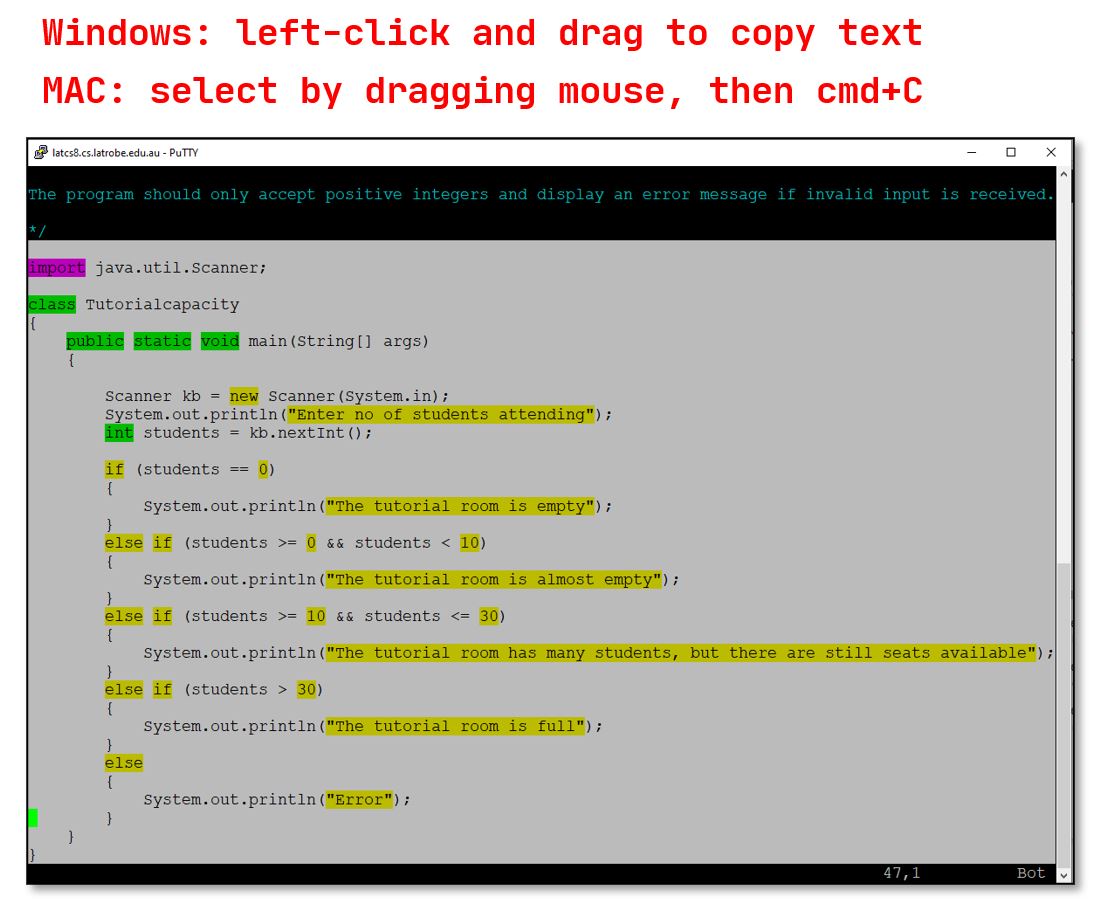 Windows: left-click and drag to copy text
MAC: select by dragging mouse, then cmd+C
latcs8.cs.latrobe.edu.au - PuTTY
The program should only accept positive integers and display an error message if invalid input is received.
*/
import java.util.Scanner;
class Tutorialcapacity
{
    public static void main(String[] args)
    {
        Scanner kb = new Scanner(System.in);
        System.out.println("Enter no of students attending");
        int students = kb.nextInt();
        if (students == 0)
        {
            System.out.println("The tutorial room is empty");
        }
        else if (students >= 0 && students < 10)
        {
            System.out.println("The tutorial room is almost empty");
        }
        else if (students >= 10 && students <= 30)
        {
            System.out.println("The tutorial room has many students, but there are still seats available");
        }
        else if (students > 30)
        {
            System.out.println("The tutorial room is full");
        }
        else
        {
            System.out.println("Error");
        }
    }
}
47,1 Bot